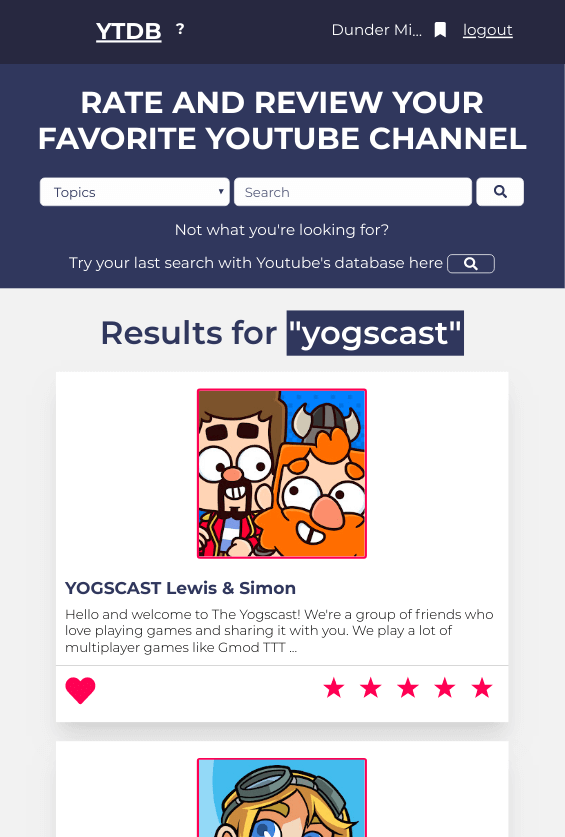 YTDB ? Dunder Mi... logout
RATE AND REVIEW YOUR
FAVORITE YOUTUBE CHANNEL
Topics Search
Not what you're looking for?
Try your last search with Youtube's database here
Results for "yogscast"
YOGSCAST Lewis & Simon
Hello and welcome to The Yogscast! We're a group of friends who
love playing games and sharing it with you. We play a lot of
multiplayer games like Gmod TTT ...